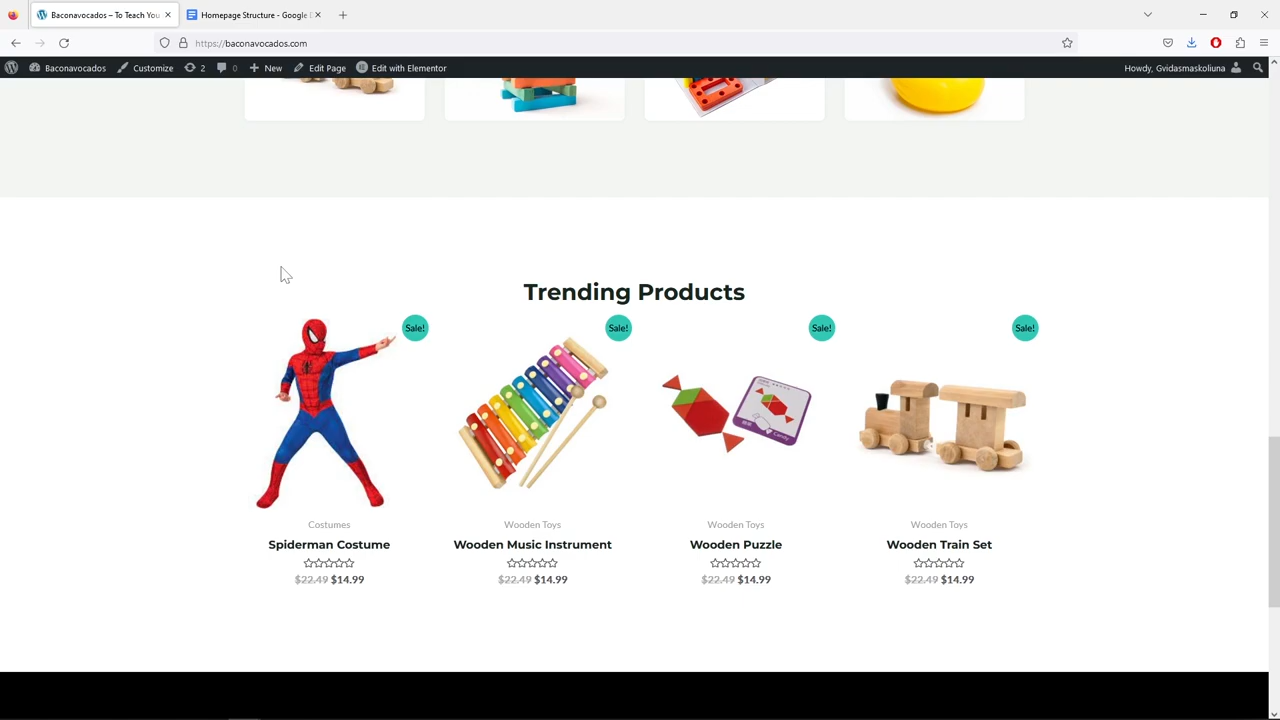 Baconavocados – To Teach You
Homepage Structure - Google
https://baconavocados.com
Baconavocados
Customize
2
0
New
Edit Page
Edit with Elementor
Howdy, Gvidasmaskoliuna
Trending Products
Sale!
Sale!
Sale!
Sale!
Costumes
Wooden Toys
Wooden Toys
Wooden Toys
Spiderman Costume
Wooden Music Instrument
Wooden Puzzle
Wooden Train Set
$22.49 $14.99
$22.49 $14.99
$22.49 $14.99
$22.49 $14.99